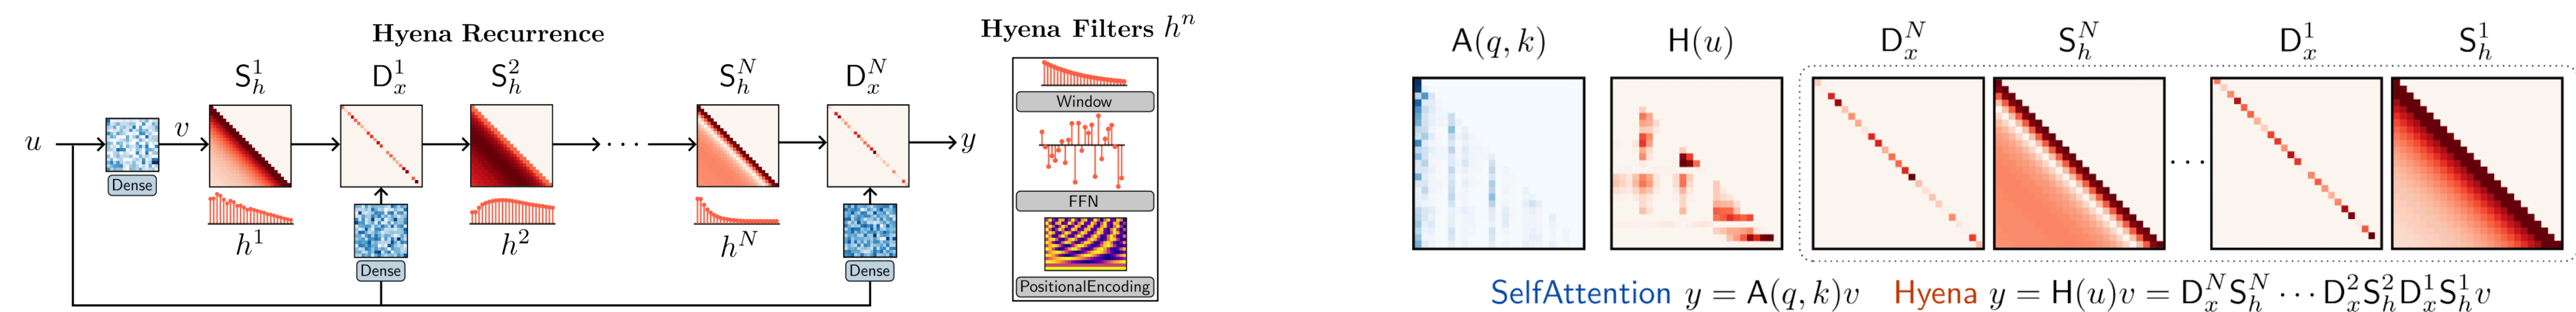 Hyena Recurrence
S_h^1 D_x^1 S_h^2 S_h^N D_x^N
u v ··· y
Dense
h^1 h^2 h^N
Dense Dense
Hyena Filters h^n
Window
FFN
PositionalEncoding
A(q, k) H(u) D_x^N S_h^N D_x^1 S_h^1
···
SelfAttention y = A(q, k)v Hyena y = H(u)v = D_x^N S_h^N ··· D_x^2 S_h^2 D_x^1 S_h^1 v